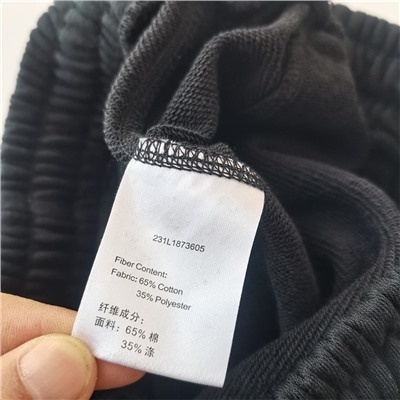 231L1873605
Fiber Content:
Fabric: 65% Cotton
35% Polyester
纤维成分:
面料: 65% 棉
35% 涤